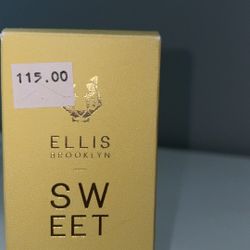 115.00
ELLIS
BROOKLYN
SW
EET